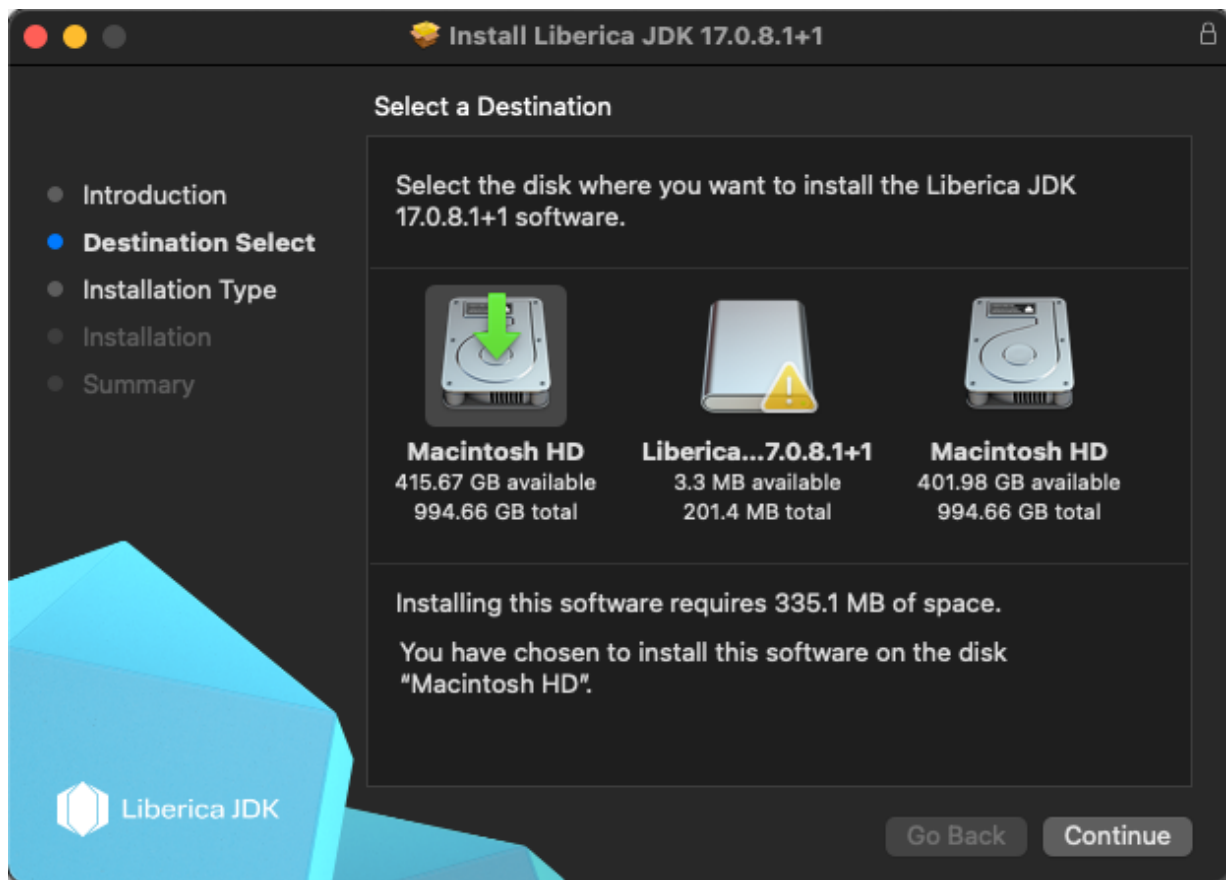 Install Liberica JDK 17.0.8.1+1
Select a Destination
Introduction
Destination Select
Installation Type
Installation
Summary
Select the disk where you want to install the Liberica JDK
17.0.8.1+1 software.
Macintosh HD
415.67 GB available
994.66 GB total
Liberica...7.0.8.1+1
3.3 MB available
201.4 MB total
Macintosh HD
401.98 GB available
994.66 GB total
Installing this software requires 335.1 MB of space.
You have chosen to install this software on the disk
“Macintosh HD”.
Liberica JDK
Go Back
Continue